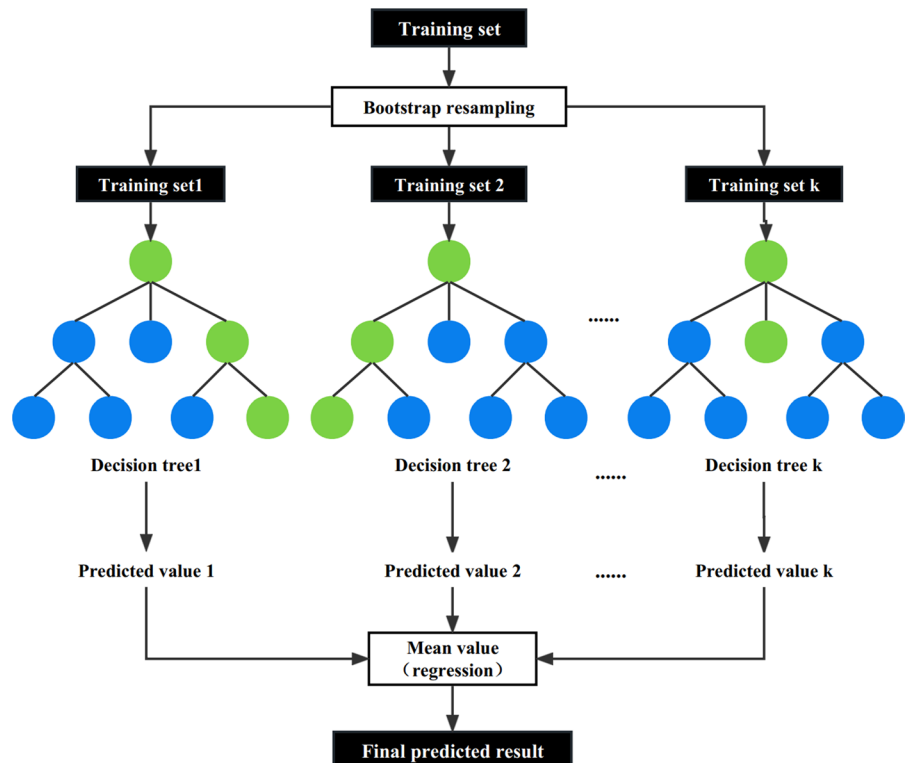 Training set
Bootstrap resampling
Training set1
Training set 2
Training set k
......
Decision tree1
Decision tree 2
......
Decision tree k
Predicted value 1
Predicted value 2
......
Predicted value k
Mean value
（regression）
Final predicted result